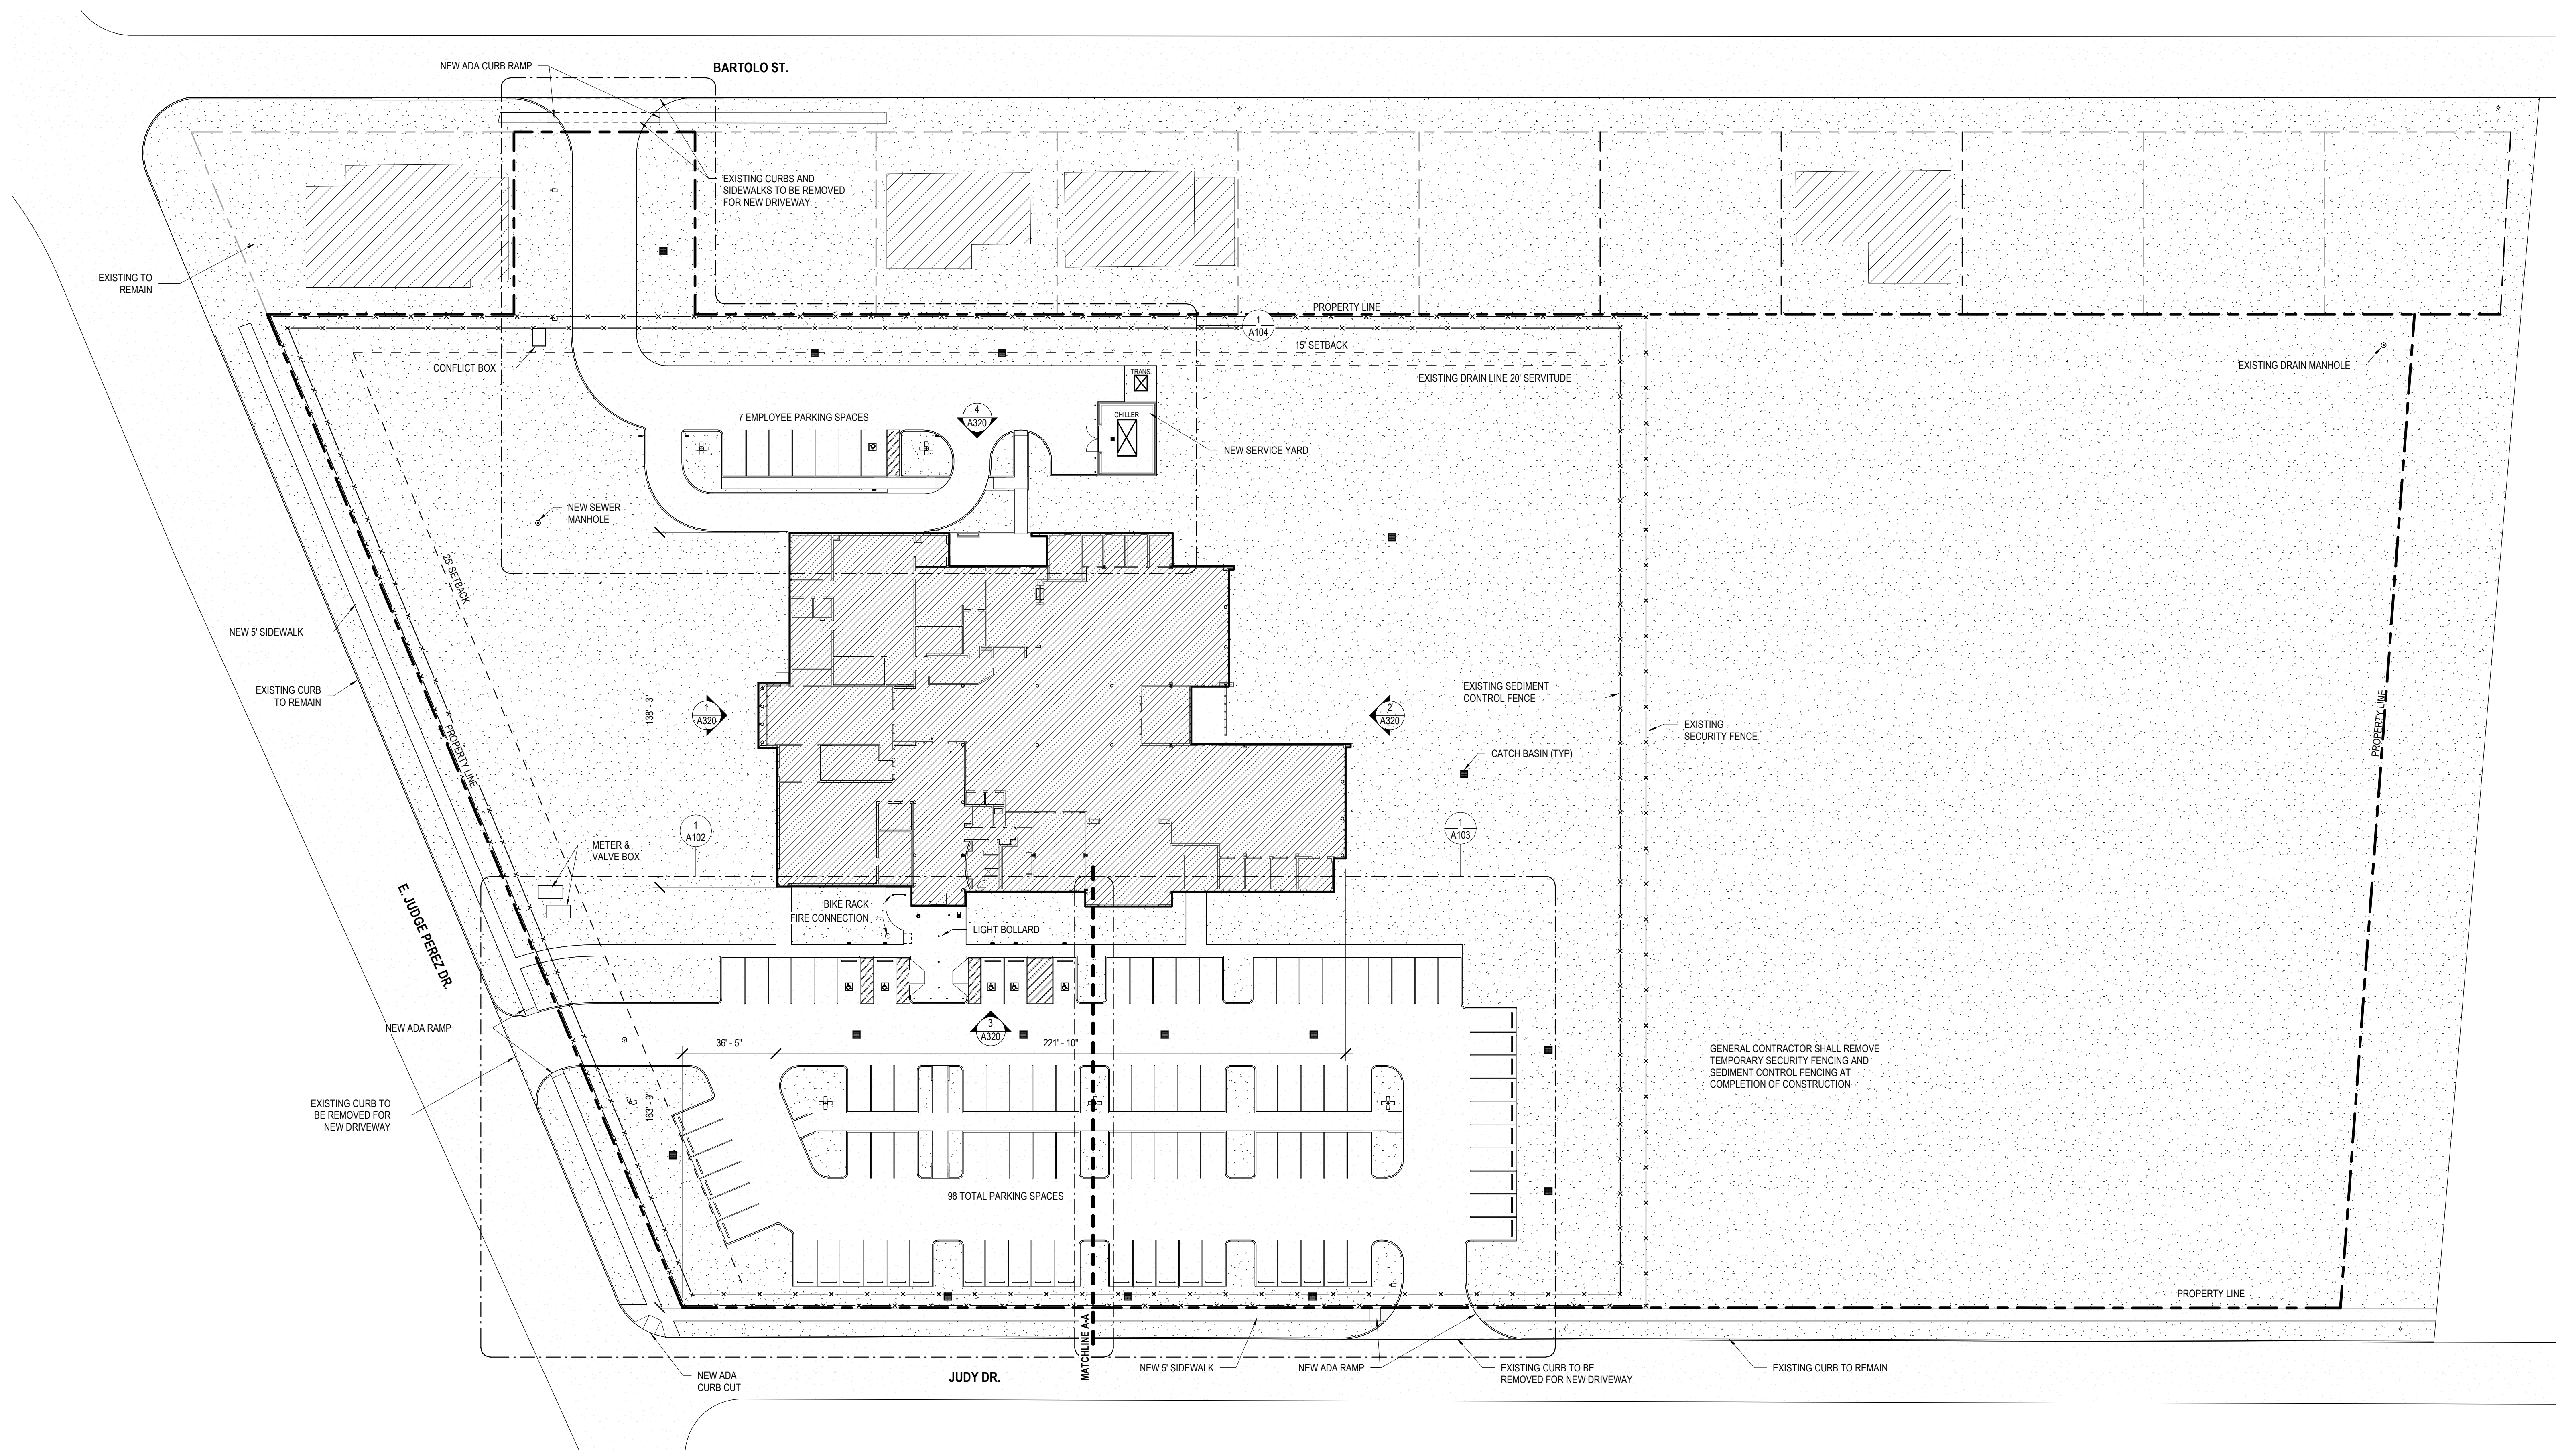 NEW ADA CURB RAMP
BARTOLO ST.
EXISTING CURBS AND
SIDEWALKS TO BE REMOVED
FOR NEW DRIVEWAY
EXISTING TO
REMAIN
PROPERTY LINE
1
A104
15' SETBACK
CONFLICT BOX
EXISTING DRAIN MANHOLE
TRANS.
EXISTING DRAIN LINE 20' SERVITUDE
7 EMPLOYEE PARKING SPACES
4
A320
CHILLER
NEW SERVICE YARD
NEW SEWER
MANHOLE
25' SETBACK
NEW 5' SIDEWALK
EXISTING CURB
TO REMAIN
138' - 3"
1
A320
2
A320
EXISTING SEDIMENT
CONTROL FENCE
EXISTING
SECURITY FENCE
PROPERTY LINE
PROPERTY LINE
CATCH BASIN (TYP)
1
A102
1
A103
METER &
VALVE BOX
E. JUDGE PEREZ DR.
BIKE RACK
FIRE CONNECTION
LIGHT BOLLARD
NEW ADA RAMP
3
A320
36' - 5"
221' - 10"
GENERAL CONTRACTOR SHALL REMOVE
TEMPORARY SECURITY FENCING AND
SEDIMENT CONTROL FENCING AT
COMPLETION OF CONSTRUCTION
EXISTING CURB TO
BE REMOVED FOR
NEW DRIVEWAY
163' - 9"
98 TOTAL PARKING SPACES
PROPERTY LINE
MATCHLINE A-A
NEW 5' SIDEWALK
NEW ADA RAMP
EXISTING CURB TO BE
REMOVED FOR NEW DRIVEWAY
EXISTING CURB TO REMAIN
NEW ADA
CURB CUT
JUDY DR.